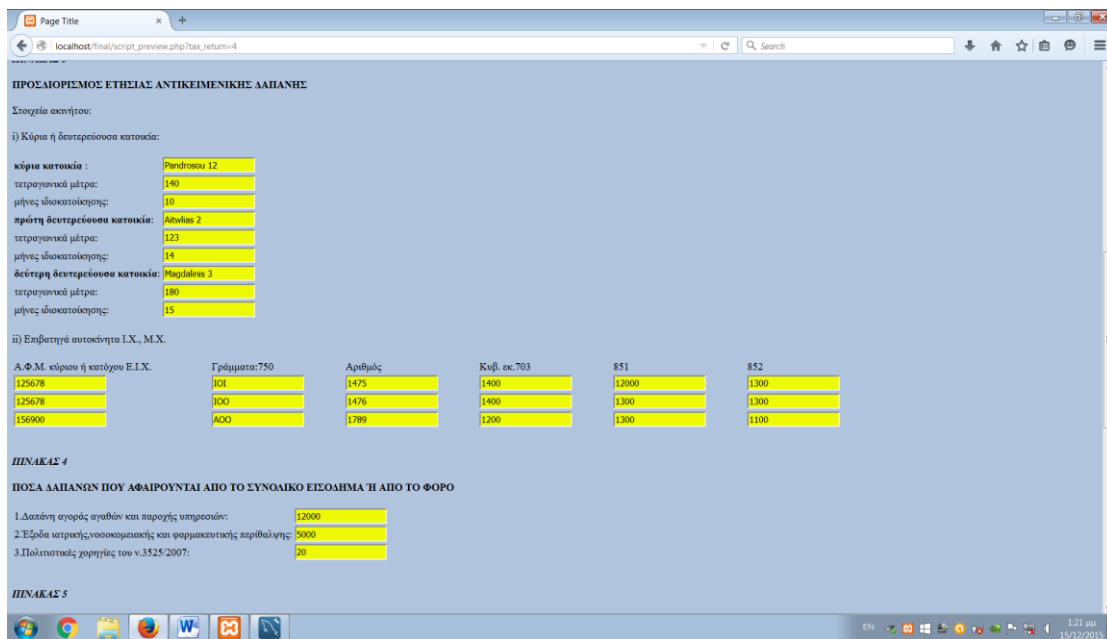 Page Title
localhost/final/script_preview.php?tax_return=4
Search
ΠΡΟΣΔΙΟΡΙΣΜΟΣ ΕΤΗΣΙΑΣ ΑΝΤΙΚΕΙΜΕΝΙΚΗΣ ΔΑΠΑΝΗΣ
Στοιχεία ακινήτου:
i) Κύρια ή δευτερεύουσα κατοικία:
κύρια κατοικία : Pandrosou 12
τετραγωνικά μέτρα: 140
μήνες ιδιοκατοίκησης: 10
πρώτη δευτερεύουσα κατοικία: Aitwlias 2
τετραγωνικά μέτρα: 123
μήνες ιδιοκατοίκησης: 14
δεύτερη δευτερεύουσα κατοικία: Magdalinis 3
τετραγωνικά μέτρα: 180
μήνες ιδιοκατοίκησης: 15
ii) Επιβατηγά αυτοκίνητα Ι.Χ., Μ.Χ.
Α.Φ.Μ. κύριου ή κατόχου Ε.Ι.Χ. Γράμματα:750 Αριθμός Κυβ. εκ.703 851 852
125678 IOI 1475 1400 12000 1300
125678 IOO 1476 1400 1300 1300
156900 AOO 1789 1200 1300 1100
ΠΙΝΑΚΑΣ 4
ΠΟΣΑ ΔΑΠΑΝΩΝ ΠΟΥ ΑΦΑΙΡΟΥΝΤΑΙ ΑΠΟ ΤΟ ΣΥΝΟΛΙΚΟ ΕΙΣΟΔΗΜΑ Ή ΑΠΟ ΤΟ ΦΟΡΟ
1.Δαπάνη αγοράς αγαθών και παροχής υπηρεσιών: 12000
2.Έξοδα ιατρικής,νοσοκομειακής και φαρμακευτικής περίθαλψης: 5000
3.Πολιτιστικές χορηγίες του ν.3525/2007: 20
ΠΙΝΑΚΑΣ 5
EN
1:21 μμ
15/12/2015